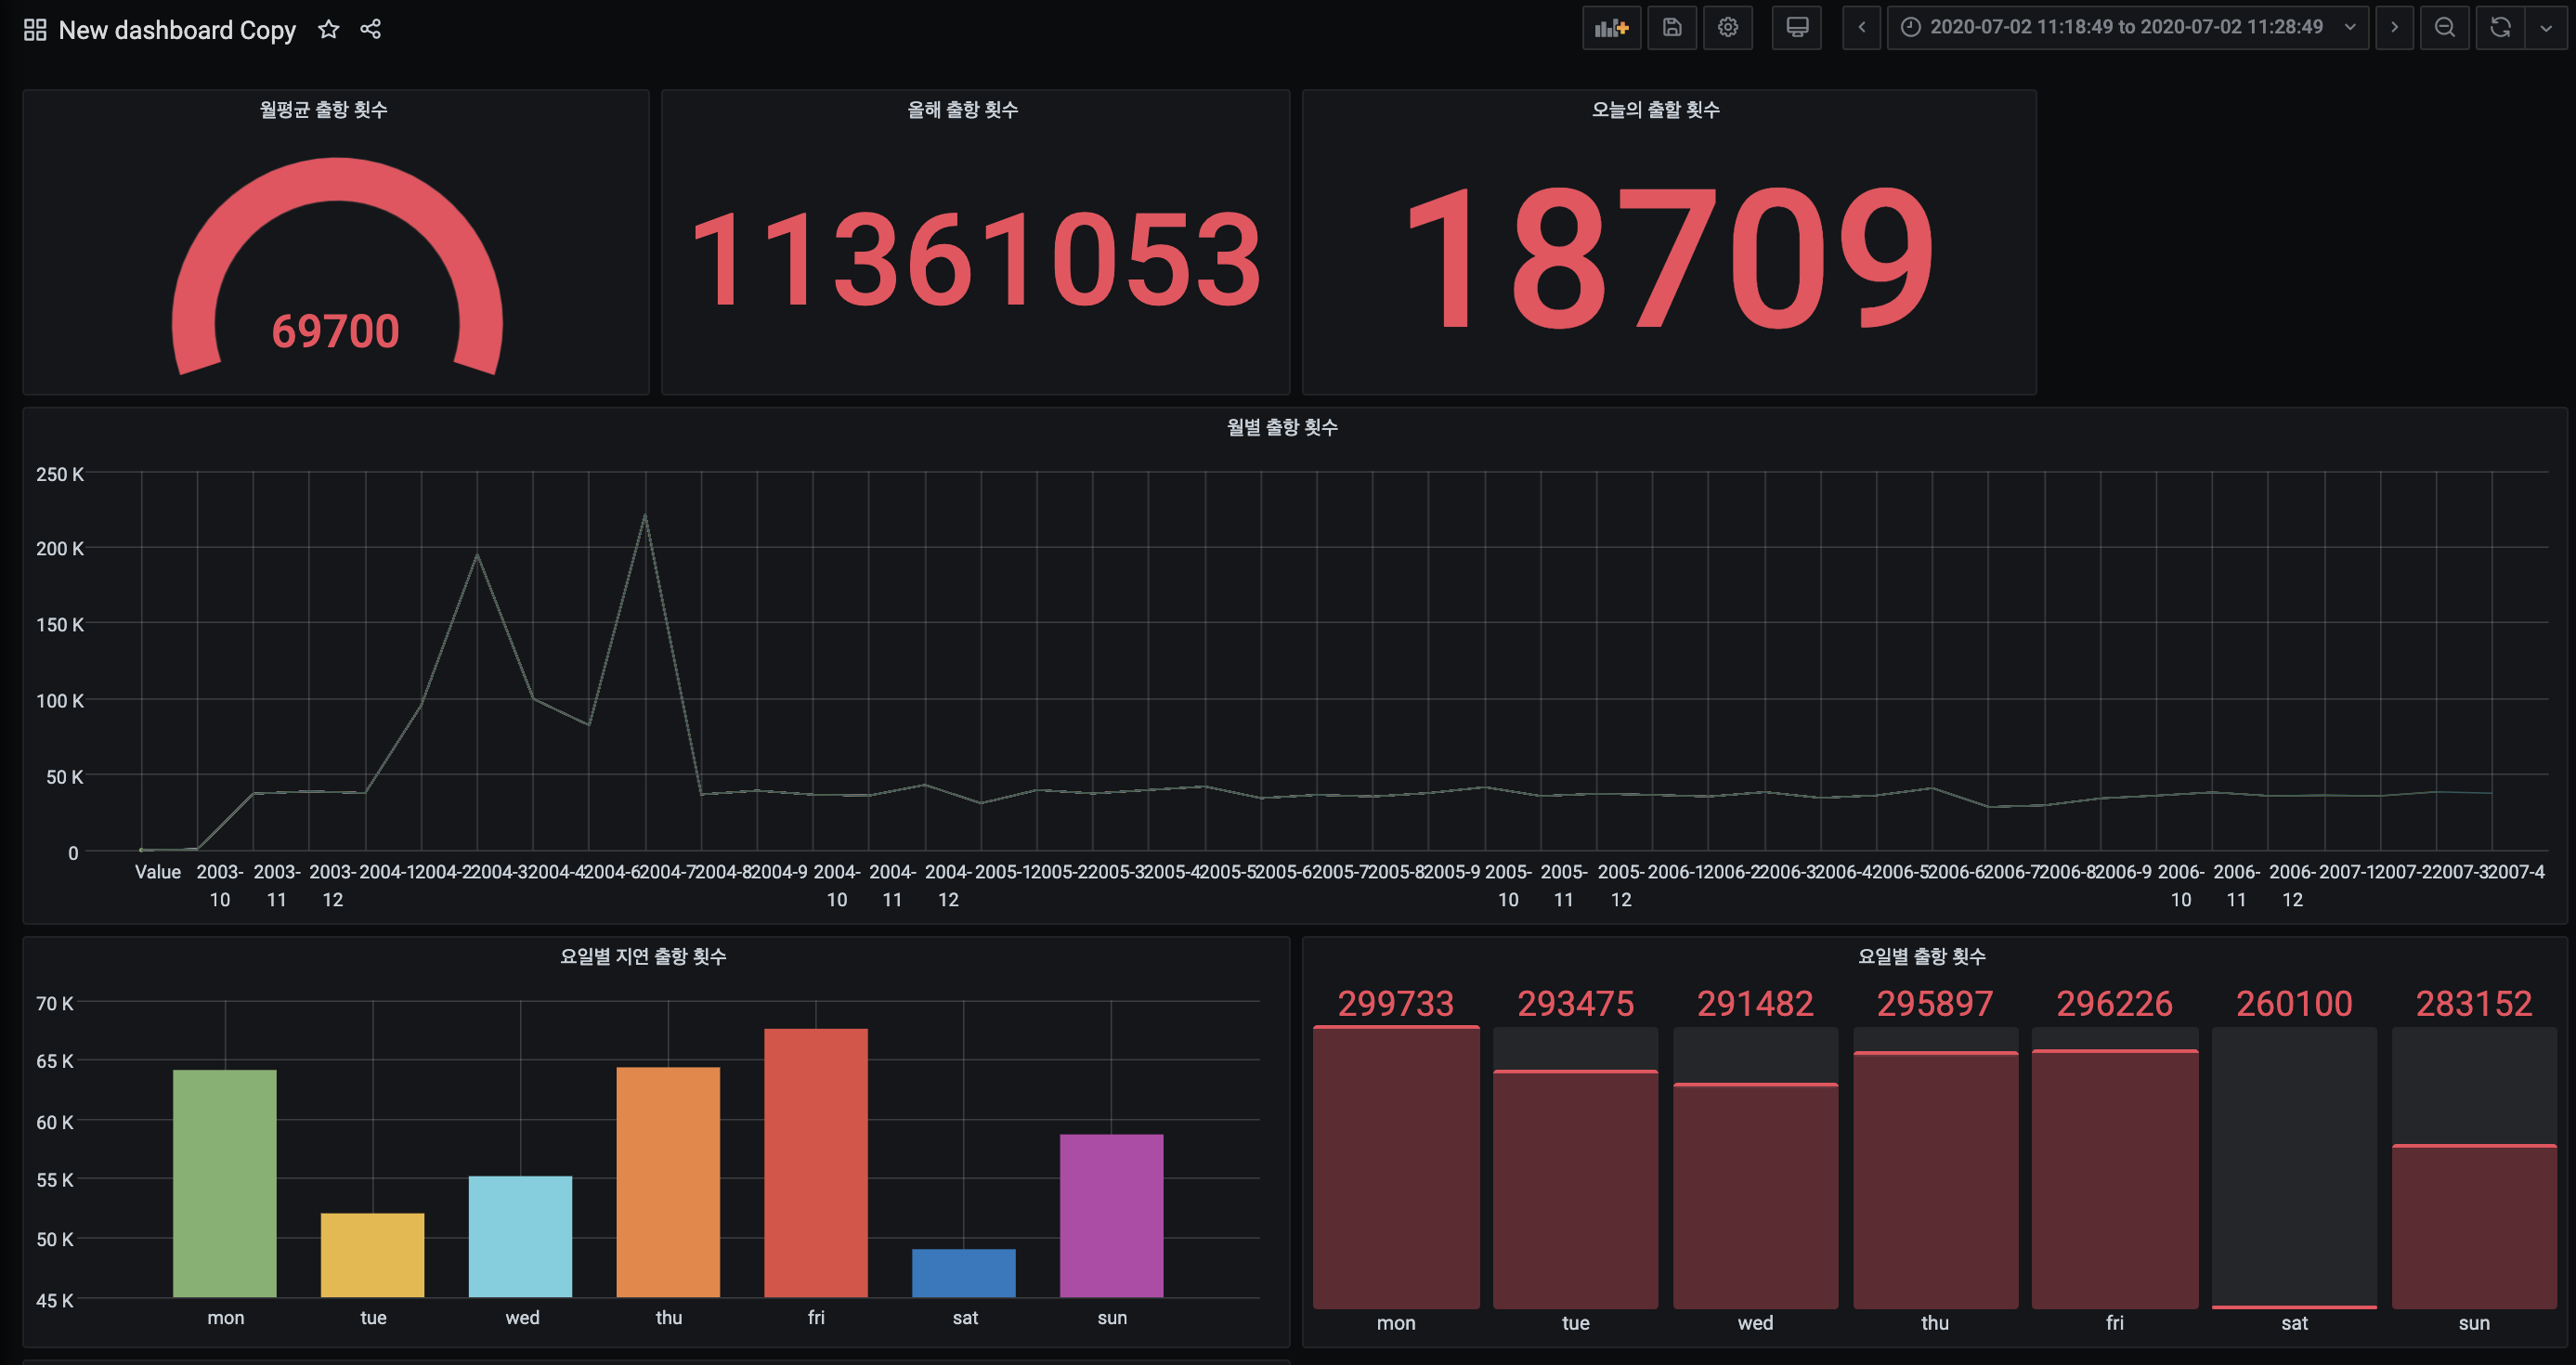 New dashboard Copy
2020-07-02 11:18:49 to 2020-07-02 11:28:49
월평균 출항 횟수
69700
올해 출항 횟수
11361053
오늘의 출할 횟수
18709
월별 출항 횟수
250 K
200 K
150 K
100 K
50 K
0
Value 2003-10 2003-11 2003-12 2004-1 2004-2 2004-3 2004-4 2004-6 2004-7 2004-8 2004-9 2004-10 2004-11 2004-12 2005-1 2005-2 2005-3 2005-4 2005-5 2005-6 2005-7 2005-8 2005-9 2005-10 2005-11 2005-12 2006-1 2006-2 2006-3 2006-4 2006-5 2006-6 2006-7 2006-8 2006-9 2006-10 2006-11 2006-12 2007-1 2007-2 2007-3 2007-4
요일별 지연 출항 횟수
70 K
65 K
60 K
55 K
50 K
45 K
mon tue wed thu fri sat sun
요일별 출항 횟수
299733 293475 291482 295897 296226 260100 283152
mon tue wed thu fri sat sun